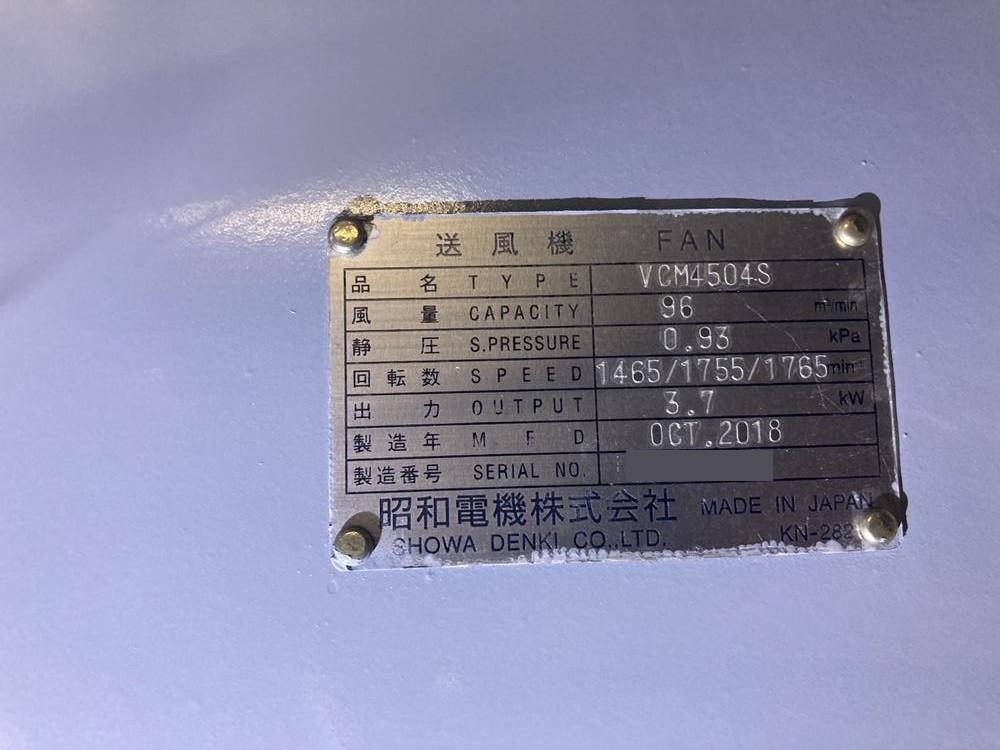 送風機 FAN
品名 TYPE VCM4504S
風量 CAPACITY 96 m³/min
静圧 S.PRESSURE 0.93 kPa
回転数 SPEED 1465/1755/1765 min⁻¹
出力 OUTPUT 3.7 kW
製造年 MFD OCT.2018
製造番号 SERIAL NO.
昭和電機株式会社 MADE IN JAPAN
SHOWA DENKI CO.,LTD.